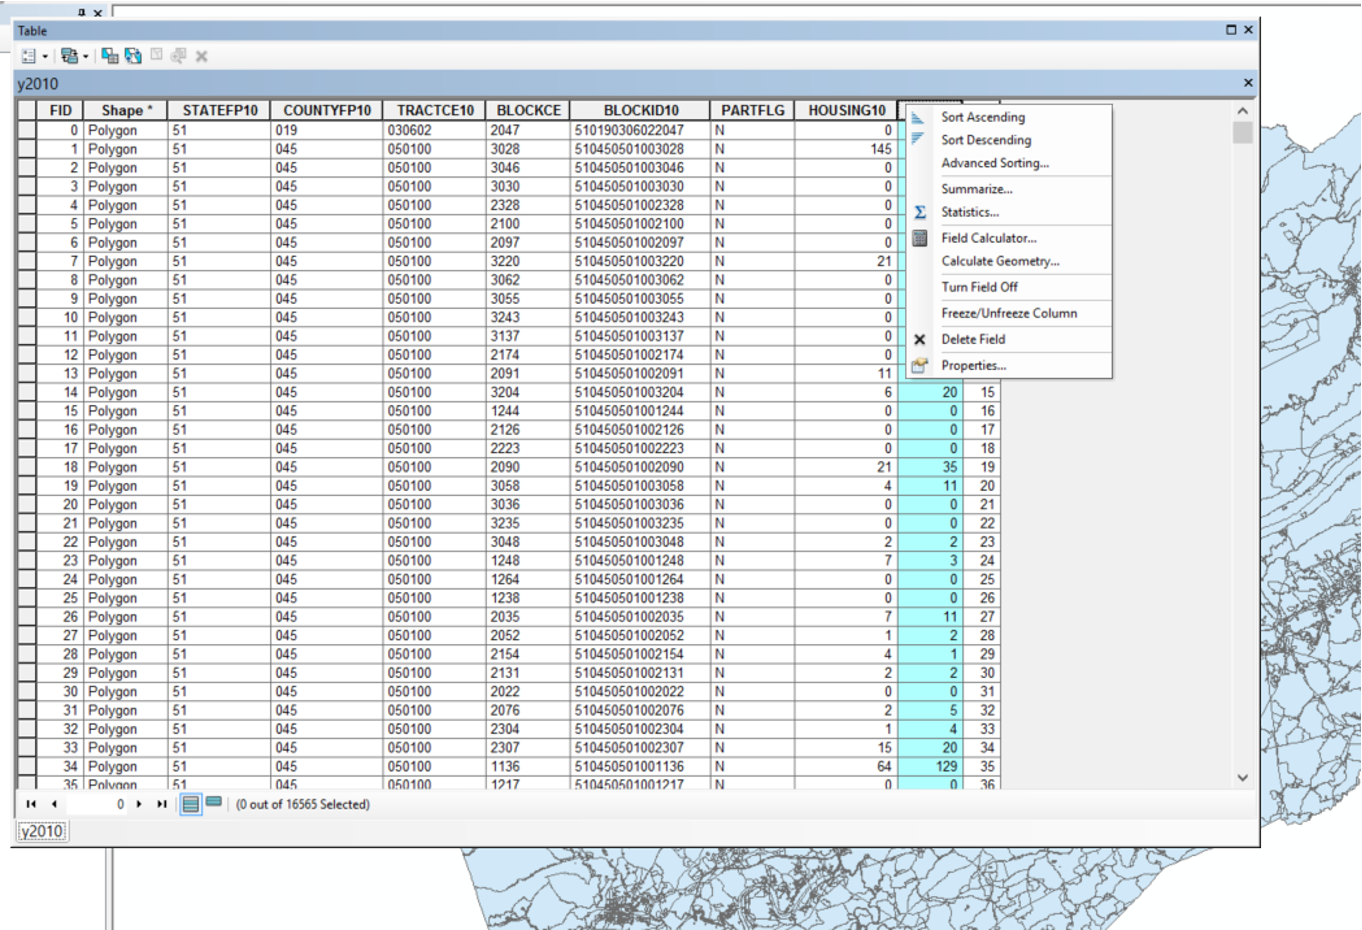 Table
y2010
FID Shape * STATEFP10 COUNTYFP10 TRACTCE10 BLOCKCE BLOCKID10 PARTFLG HOUSING10
0 Polygon 51 019 030602 2047 510190306022047 N 0
1 Polygon 51 045 050100 3028 510450501003028 N 145
2 Polygon 51 045 050100 3046 510450501003046 N 0
3 Polygon 51 045 050100 3030 510450501003030 N 0
4 Polygon 51 045 050100 2328 510450501002328 N 0
5 Polygon 51 045 050100 2100 510450501002100 N 0
6 Polygon 51 045 050100 2097 510450501002097 N 0
7 Polygon 51 045 050100 3220 510450501003220 N 21
8 Polygon 51 045 050100 3062 510450501003062 N 0
9 Polygon 51 045 050100 3055 510450501003055 N 0
10 Polygon 51 045 050100 3243 510450501003243 N 0
11 Polygon 51 045 050100 3137 510450501003137 N 0
12 Polygon 51 045 050100 2174 510450501002174 N 0
13 Polygon 51 045 050100 2091 510450501002091 N 11
14 Polygon 51 045 050100 3204 510450501003204 N 6 20 15
15 Polygon 51 045 050100 1244 510450501001244 N 0 0 16
16 Polygon 51 045 050100 2126 510450501002126 N 0 0 17
17 Polygon 51 045 050100 2223 510450501002223 N 0 0 18
18 Polygon 51 045 050100 2090 510450501002090 N 21 35 19
19 Polygon 51 045 050100 3058 510450501003058 N 4 11 20
20 Polygon 51 045 050100 3036 510450501003036 N 0 0 21
21 Polygon 51 045 050100 3235 510450501003235 N 0 0 22
22 Polygon 51 045 050100 3048 510450501003048 N 2 2 23
23 Polygon 51 045 050100 1248 510450501001248 N 7 3 24
24 Polygon 51 045 050100 1264 510450501001264 N 0 0 25
25 Polygon 51 045 050100 1238 510450501001238 N 0 0 26
26 Polygon 51 045 050100 2035 510450501002035 N 7 11 27
27 Polygon 51 045 050100 2052 510450501002052 N 1 2 28
28 Polygon 51 045 050100 2154 510450501002154 N 4 1 29
29 Polygon 51 045 050100 2131 510450501002131 N 2 2 30
30 Polygon 51 045 050100 2022 510450501002022 N 0 0 31
31 Polygon 51 045 050100 2076 510450501002076 N 2 5 32
32 Polygon 51 045 050100 2304 510450501002304 N 1 4 33
33 Polygon 51 045 050100 2307 510450501002307 N 15 20 34
34 Polygon 51 045 050100 1136 510450501001136 N 64 129 35
35 Polygon 51 045 050100 1217 510450501001217 N 0 0 36
Sort Ascending
Sort Descending
Advanced Sorting...
Summarize...
Statistics...
Field Calculator...
Calculate Geometry...
Turn Field Off
Freeze/Unfreeze Column
Delete Field
Properties...
0 (0 out of 16565 Selected)
y2010